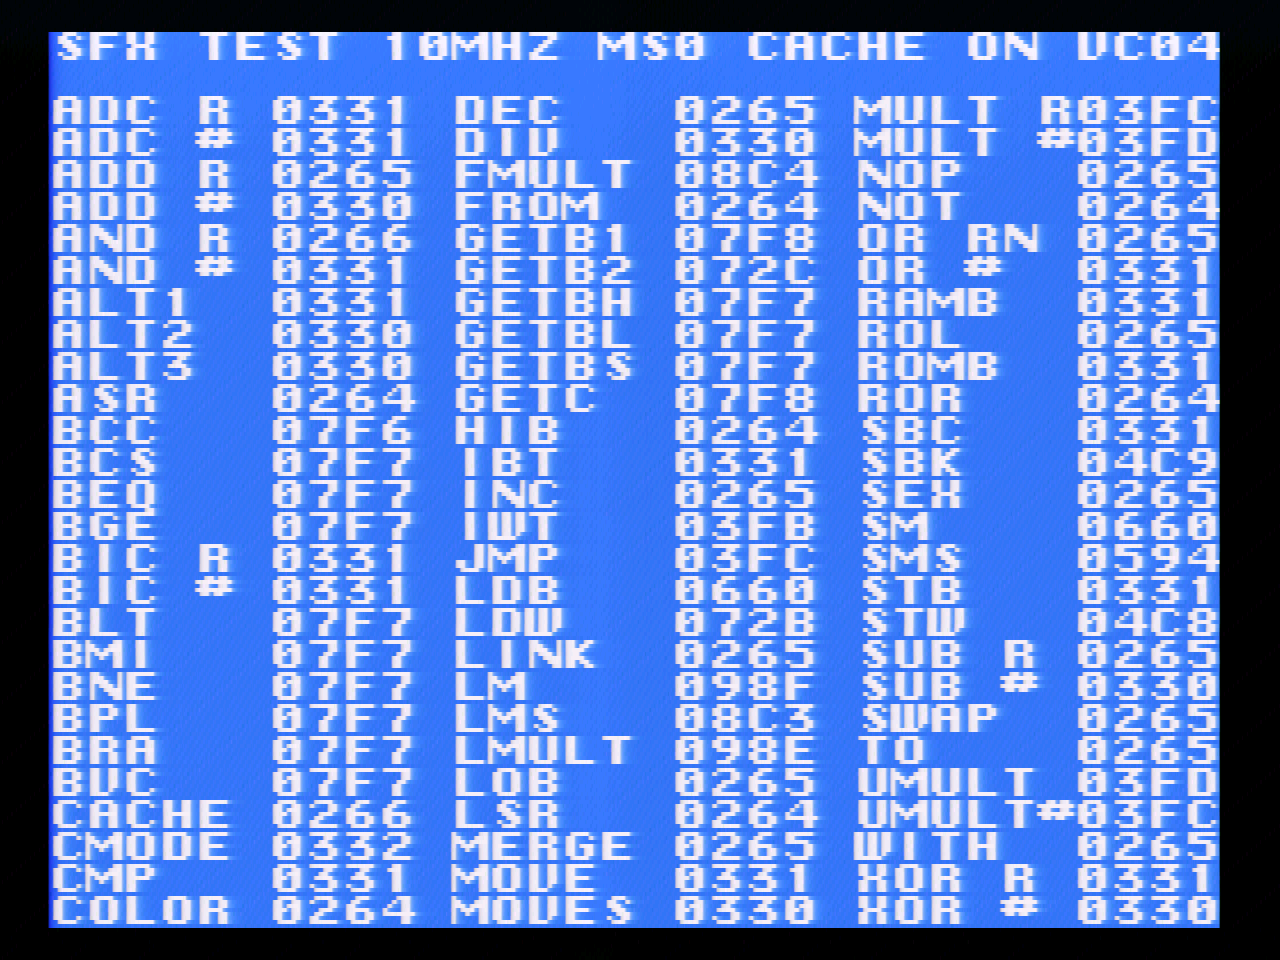 SFX TEST 10MHZ MS0 CACHE ON VC04
ADC R 0331 DEC 0265 MULT R03FC
ADC # 0331 DIV 0330 MULT #03FD
ADD R 0265 FMULT 08C4 NOP 0265
ADD # 0330 FROM 0264 NOT 0264
AND R 0266 GETB1 07F8 OR RN 0265
AND # 0331 GETB2 072C OR # 0331
ALT1 0331 GETBH 07F7 RAMB 0331
ALT2 0330 GETBL 07F7 ROL 0265
ALT3 0330 GETBS 07F7 ROMB 0331
ASR 0264 GETC 07F8 ROR 0264
BCC 07F6 HIB 0264 SBC 0331
BCS 07F7 IBT 0331 SBK 04C9
BEQ 07F7 INC 0265 SEX 0265
BGE 07F7 IWT 03FB SM 0660
BIC R 0331 JMP 03FC SMS 0594
BIC # 0331 LDB 0660 STB 0331
BLT 07F7 LDW 072B STW 04C8
BMI 07F7 LINK 0265 SUB R 0265
BNE 07F7 LM 098F SUB # 0330
BPL 07F7 LMS 08C3 SWAP 0265
BRA 07F7 LMULT 098E TO 0265
BVC 07F7 LOB 0265 UMULT 03FD
CACHE 0266 LSR 0264 UMULT#03FC
CMODE 0332 MERGE 0265 WITH 0265
CMP 0331 MOVE 0331 XOR R 0331
COLOR 0264 MOVES 0330 XOR # 0330